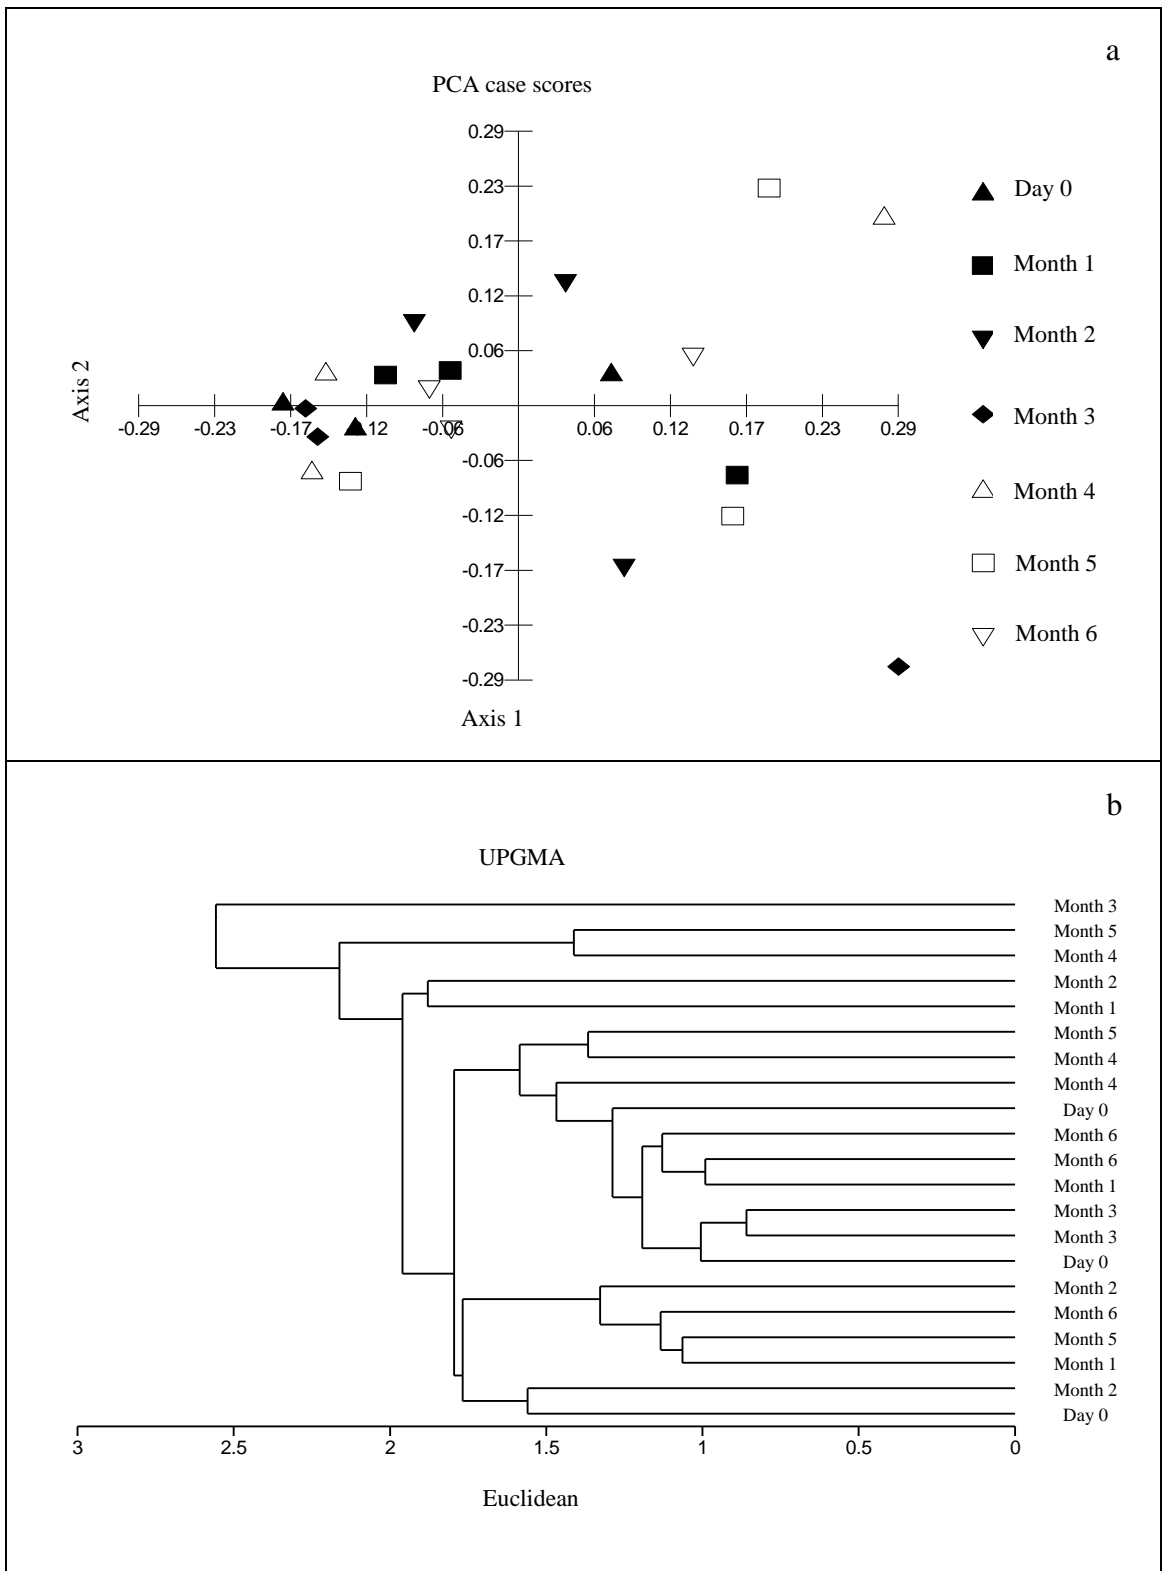 a
PCA case scores
0.29
0.23
0.17
0.12
0.06
-0.06
-0.12
-0.17
-0.23
-0.29
Axis 2
-0.29 -0.23 -0.17 -0.12 -0.06 0.06 0.12 0.17 0.23 0.29
Axis 1
Day 0
Month 1
Month 2
Month 3
Month 4
Month 5
Month 6
b
UPGMA
Month 3
Month 5
Month 4
Month 2
Month 1
Month 5
Month 4
Month 4
Day 0
Month 6
Month 6
Month 1
Month 3
Month 3
Day 0
Month 2
Month 6
Month 5
Month 1
Month 2
Day 0
3 2.5 2 1.5 1 0.5 0
Euclidean